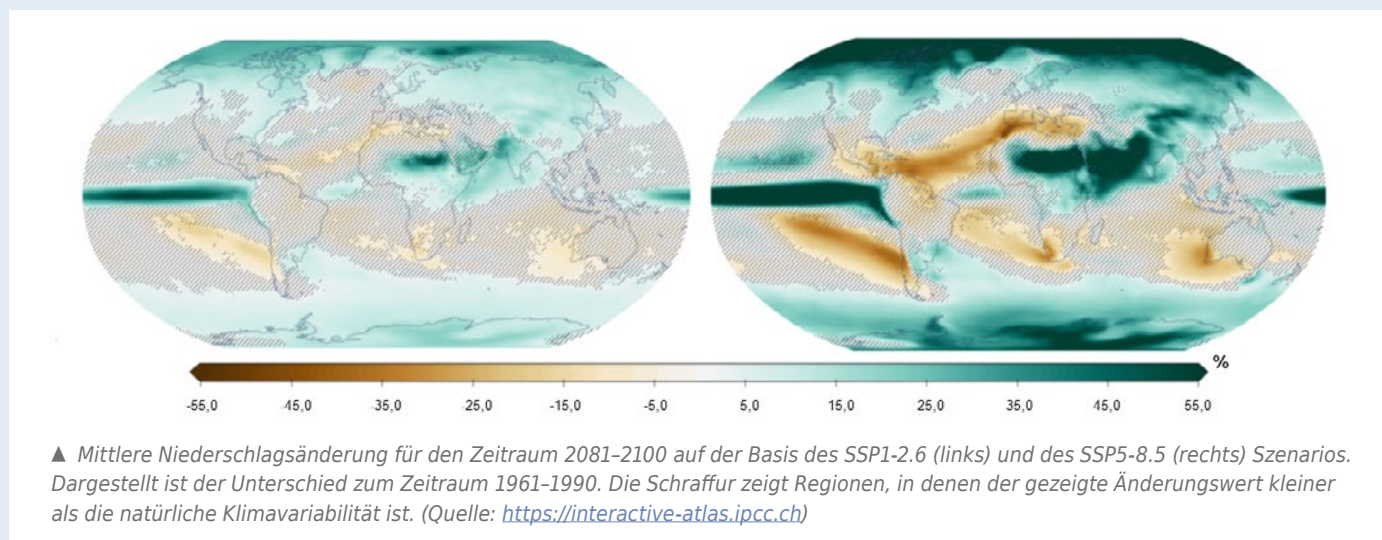 %
-55,0 -45,0 -35,0 -25,0 -15,0 -5,0 5,0 15,0 25,0 35,0 45,0 55,0
▲ Mittlere Niederschlagsänderung für den Zeitraum 2081–2100 auf der Basis des SSP1-2.6 (links) und des SSP5-8.5 (rechts) Szenarios.
Dargestellt ist der Unterschied zum Zeitraum 1961–1990. Die Schraffur zeigt Regionen, in denen der gezeigte Änderungswert kleiner
als die natürliche Klimavariabilität ist. (Quelle: https://interactive-atlas.ipcc.ch)